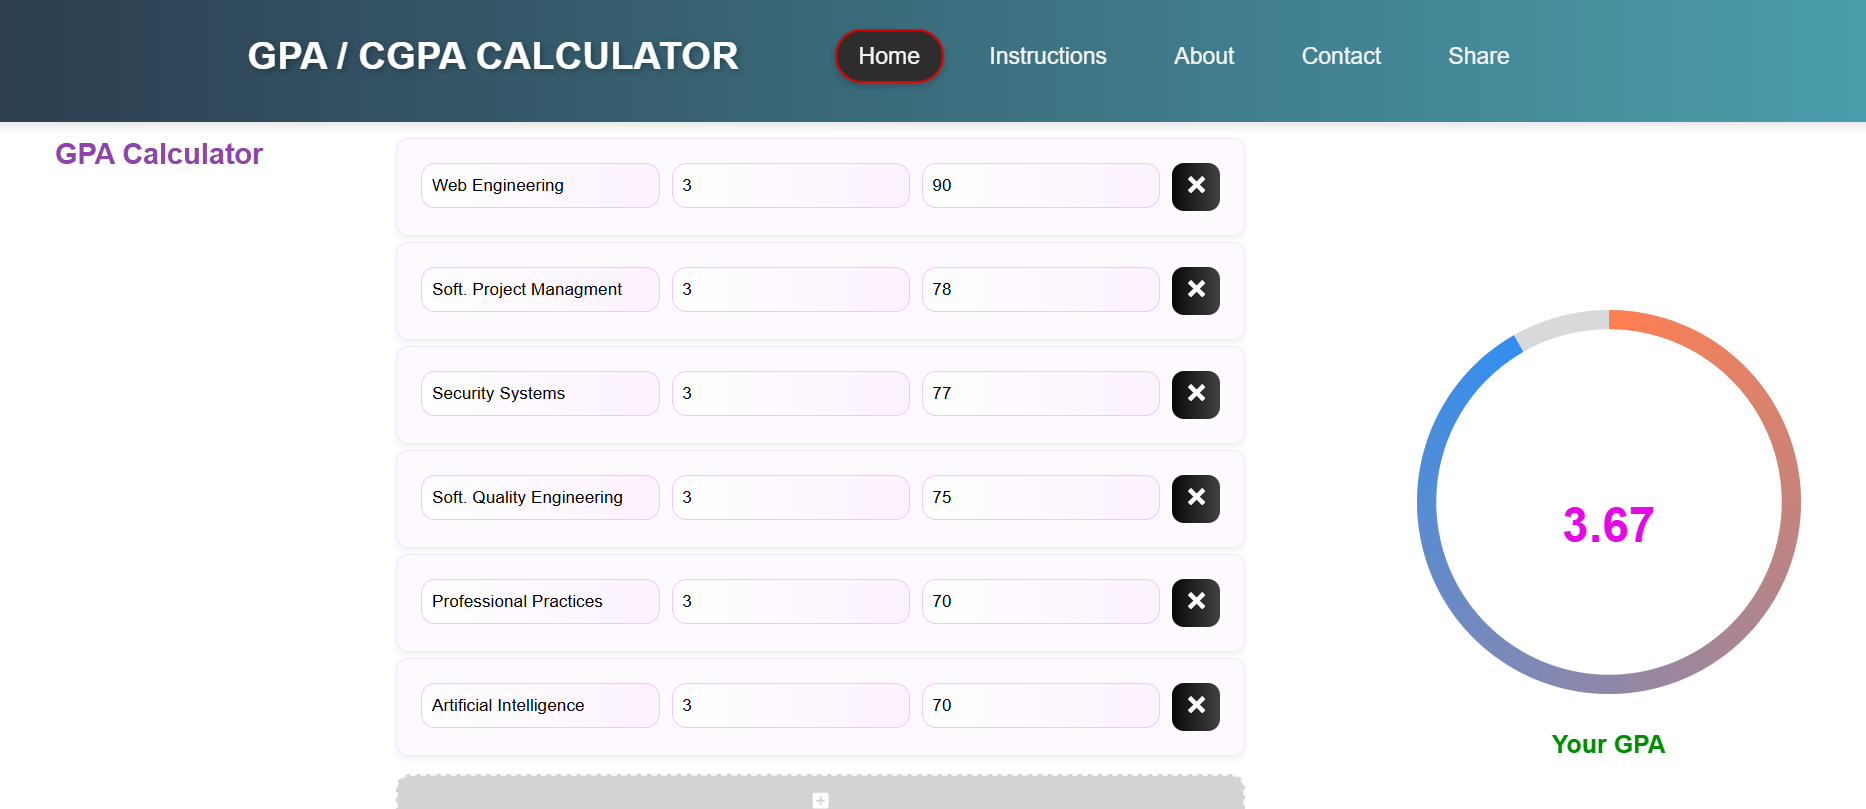 GPA / CGPA CALCULATOR
Home
Instructions
About
Contact
Share
GPA Calculator
Web Engineering 3 90
Soft. Project Managment 3 78
Security Systems 3 77
Soft. Quality Engineering 3 75
Professional Practices 3 70
Artificial Intelligence 3 70
3.67
Your GPA